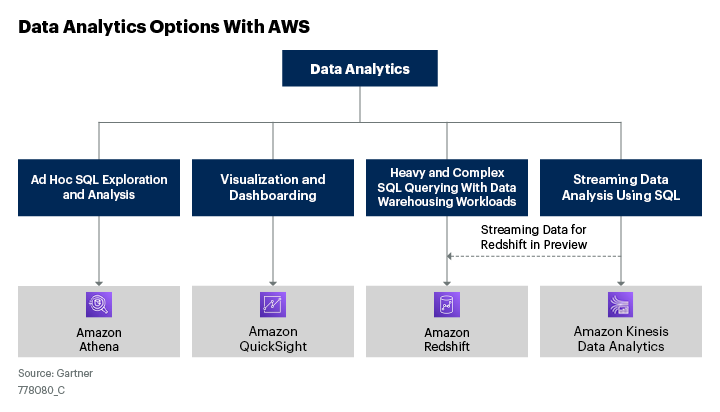 Data Analytics Options With AWS
Data Analytics
Ad Hoc SQL Exploration
and Analysis
Visualization and
Dashboarding
Heavy and Complex
SQL Querying With Data
Warehousing Workloads
Streaming Data
Analysis Using SQL
Streaming Data for
Redshift in Preview
Amazon
Athena
Amazon
QuickSight
Amazon
Redshift
Amazon Kinesis
Data Analytics
Source: Gartner
778080_C